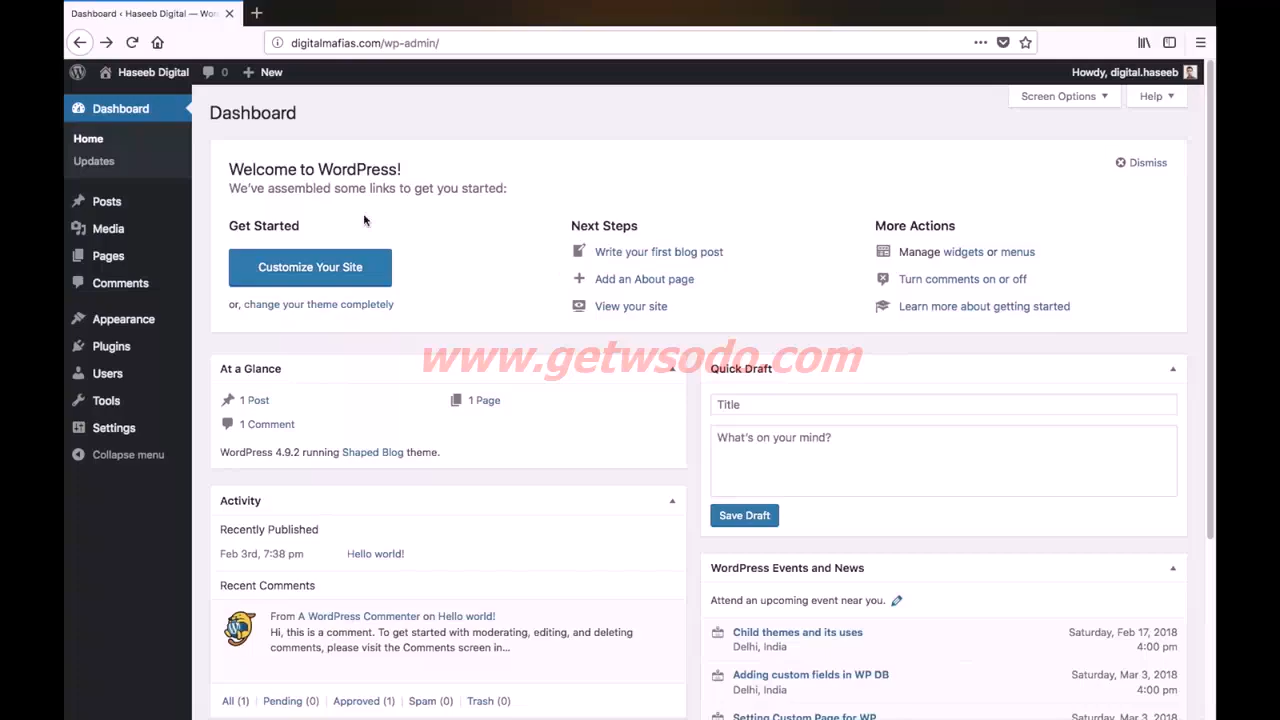 Dashboard ‹ Haseeb Digital — Wor
digitalmafias.com/wp-admin/
Haseeb Digital 0 New Howdy, digital.haseeb
Dashboard
Home
Updates
Posts
Media
Pages
Comments
Appearance
Plugins
Users
Tools
Settings
Collapse menu
Screen Options Help
Dashboard
Welcome to WordPress!
We've assembled some links to get you started:
Dismiss
Get Started
Customize Your Site
or, change your theme completely
Next Steps
Write your first blog post
Add an About page
View your site
More Actions
Manage widgets or menus
Turn comments on or off
Learn more about getting started
www.getwsodo.com
At a Glance
1 Post 1 Page
1 Comment
WordPress 4.9.2 running Shaped Blog theme.
Activity
Recently Published
Feb 3rd, 7:38 pm Hello world!
Recent Comments
From A WordPress Commenter on Hello world!
Hi, this is a comment. To get started with moderating, editing, and deleting
comments, please visit the Comments screen in...
All (1) Pending (0) Approved (1) Spam (0) Trash (0)
Quick Draft
Title
What's on your mind?
Save Draft
WordPress Events and News
Attend an upcoming event near you.
Child themes and its uses Saturday, Feb 17, 2018
Delhi, India 4:00 pm
Adding custom fields in WP DB Saturday, Mar 3, 2018
Delhi, India 4:00 pm
Setting Custom Page for WP Saturday, Mar 3, 2018